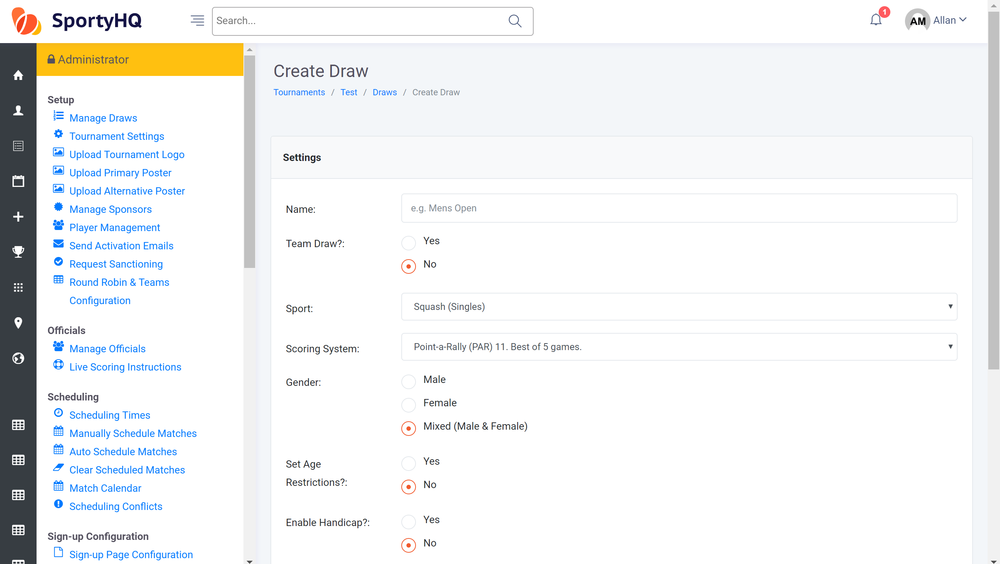 SportyHQ
Search...
1
AM
Allan
Administrator
Setup
Manage Draws
Tournament Settings
Upload Tournament Logo
Upload Primary Poster
Upload Alternative Poster
Manage Sponsors
Player Management
Send Activation Emails
Request Sanctioning
Round Robin & Teams
Configuration
Officials
Manage Officials
Live Scoring Instructions
Scheduling
Scheduling Times
Manually Schedule Matches
Auto Schedule Matches
Clear Scheduled Matches
Match Calendar
Scheduling Conflicts
Sign-up Configuration
Sign-up Page Configuration
Create Draw
Tournaments / Test / Draws / Create Draw
Settings
Name:
e.g. Mens Open
Team Draw?:
Yes
No
Sport:
Squash (Singles)
Scoring System:
Point-a-Rally (PAR) 11. Best of 5 games.
Gender:
Male
Female
Mixed (Male & Female)
Set Age
Restrictions?:
Yes
No
Enable Handicap?:
Yes
No